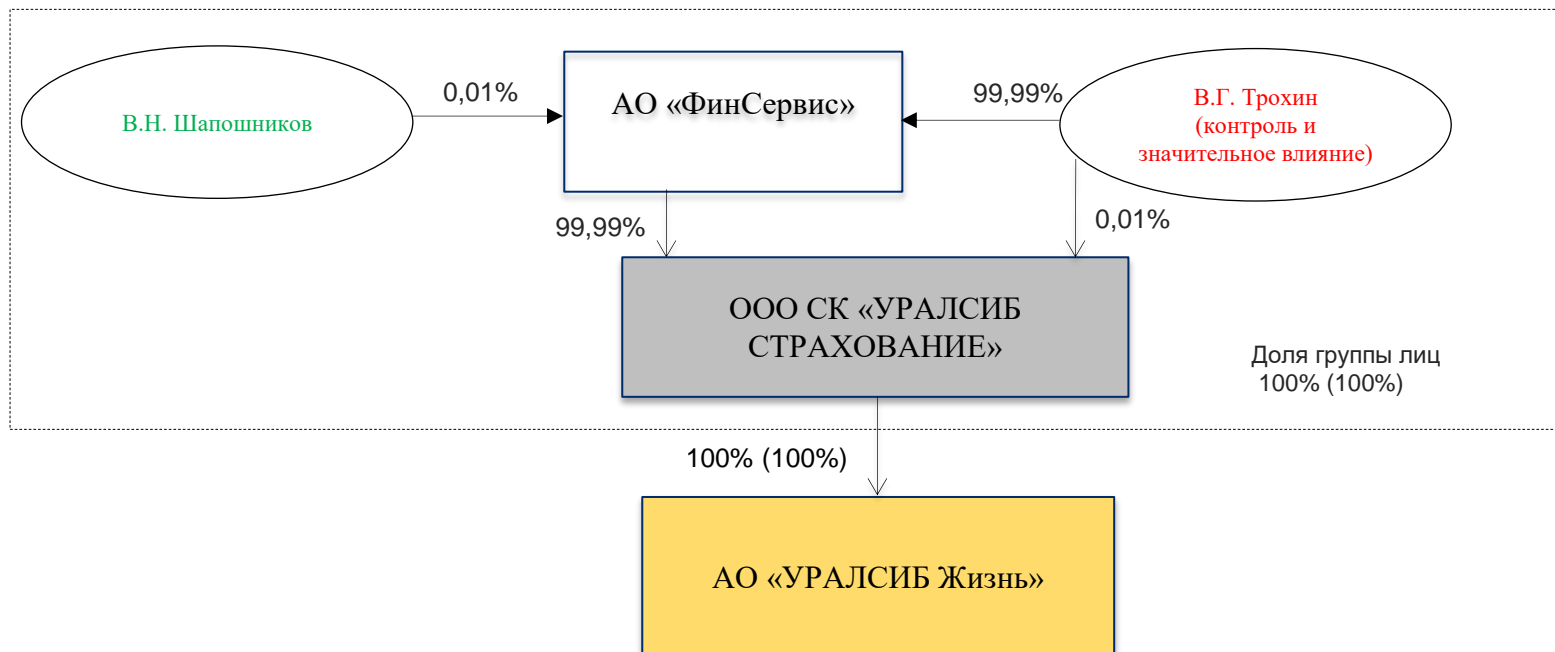 0,01%
АО «ФинСервис»
99,99%
В.Н. Шапошников
В.Г. Трохин
(контроль и
значительное влияние)
99,99%
0,01%
ООО СК «УРАЛСИБ
СТРАХОВАНИЕ»
Доля группы лиц
100% (100%)
100% (100%)
АО «УРАЛСИБ Жизнь»